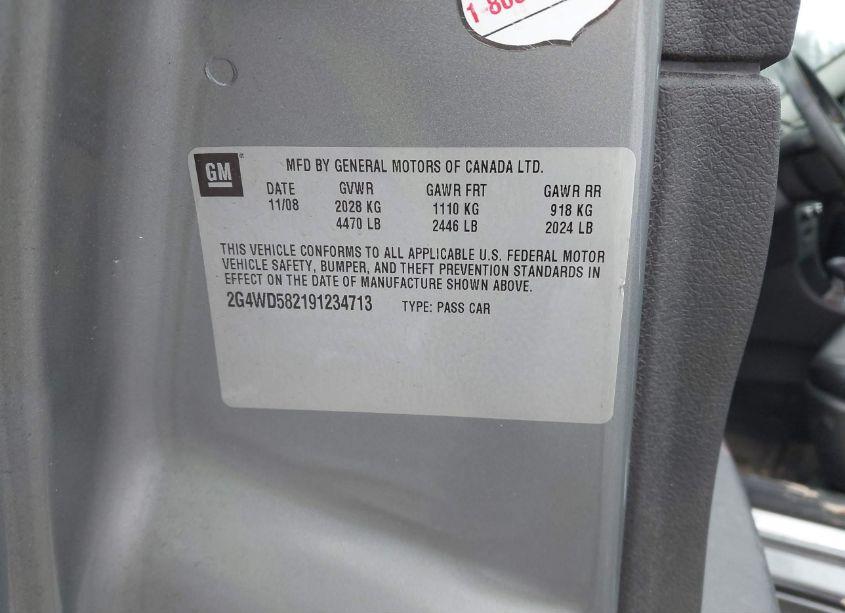 1-800
GM
MFD BY GENERAL MOTORS OF CANADA LTD.
DATE GVWR GAWR FRT GAWR RR
11/08 2028 KG 1110 KG 918 KG
4470 LB 2446 LB 2024 LB
THIS VEHICLE CONFORMS TO ALL APPLICABLE U.S. FEDERAL MOTOR
VEHICLE SAFETY, BUMPER, AND THEFT PREVENTION STANDARDS IN
EFFECT ON THE DATE OF MANUFACTURE SHOWN ABOVE.
2G4WD582191234713 TYPE: PASS CAR